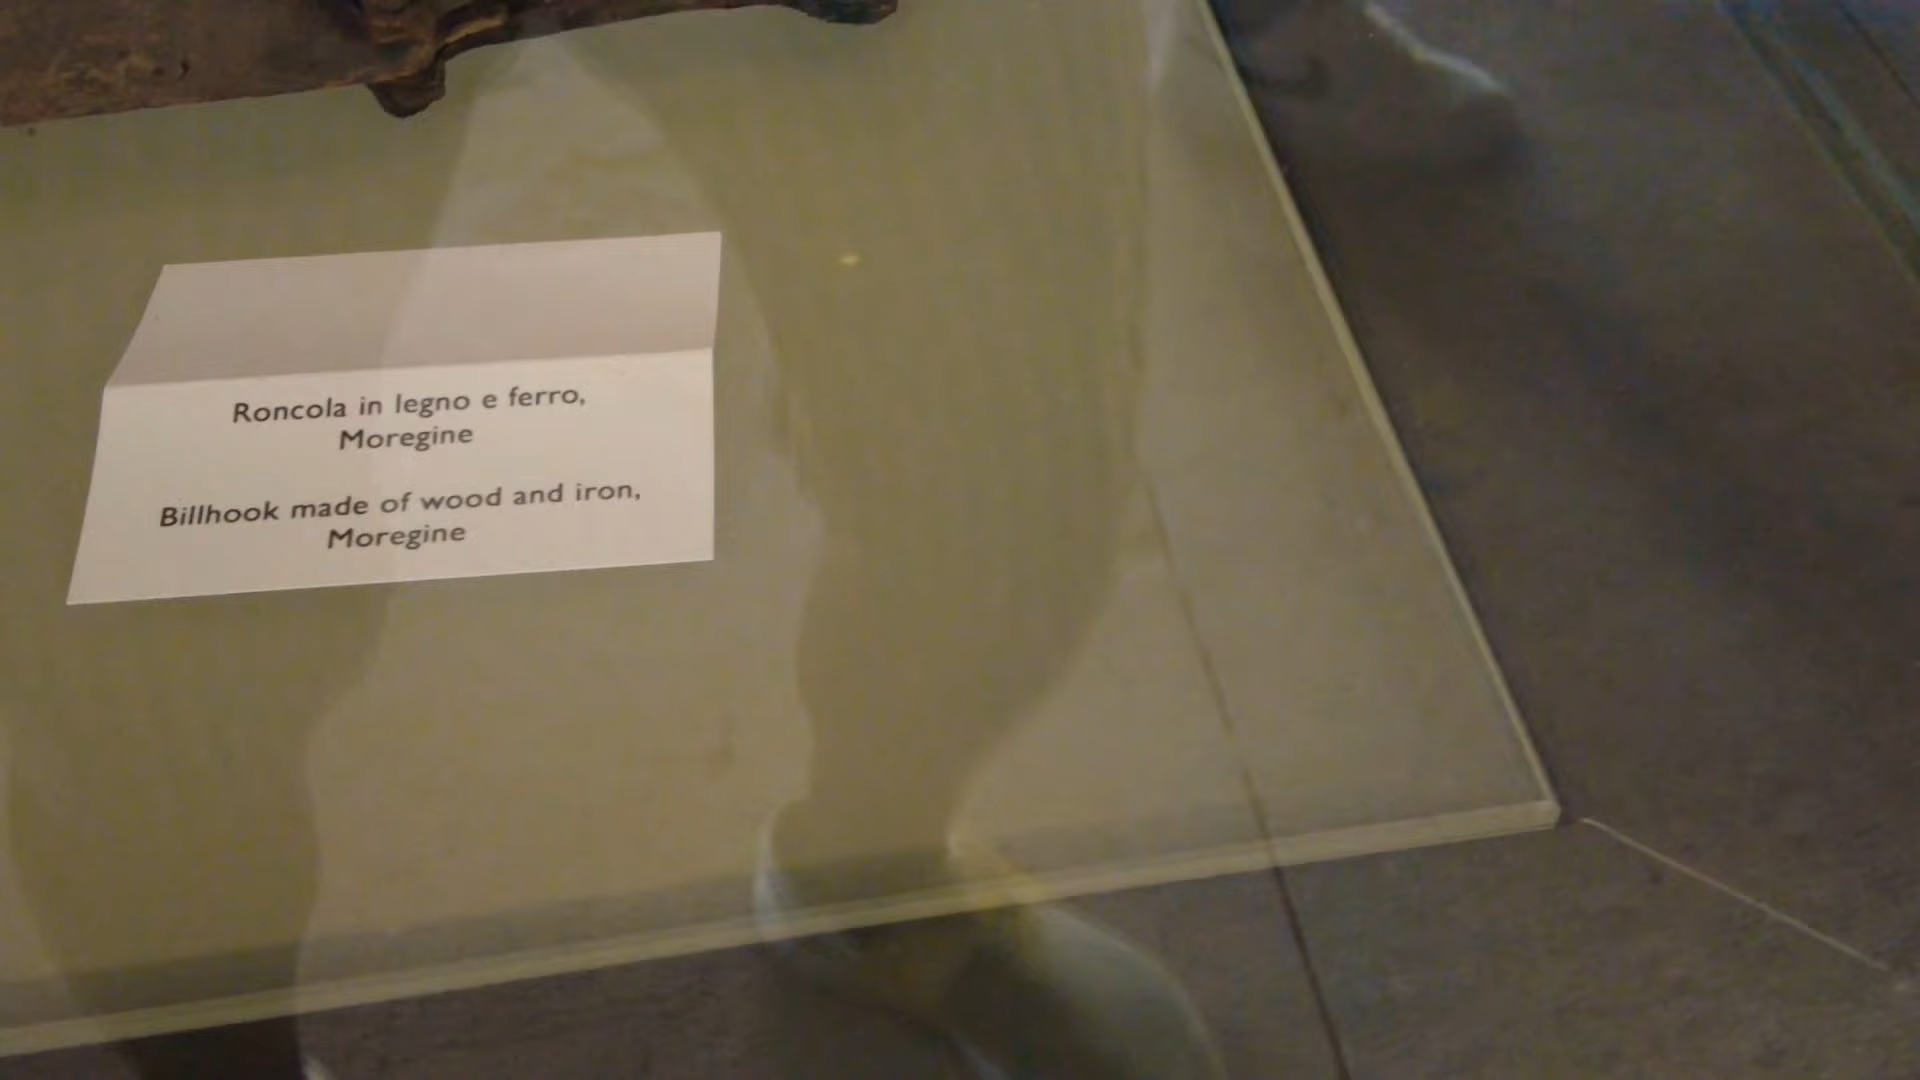 Roncola in legno e ferro,
Moregine
Billhook made of wood and iron,
Moregine